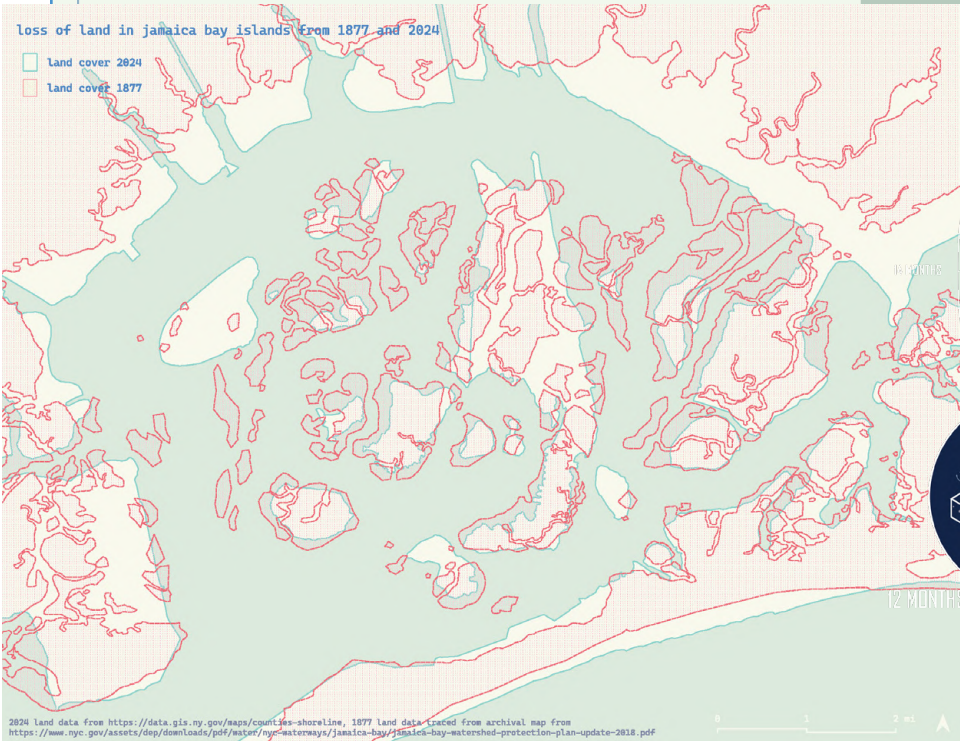 loss of land in jamaica bay islands from 1877 and 2024
land cover 2024
land cover 1877
18 MONTHS
12 MONTHS
2024 land data from https://data.gis.ny.gov/maps/counties-shoreline, 1877 land data traced from archival map from
https://www.nyc.gov/assets/dep/downloads/pdf/water/nyc-waterways/jamaica-bay/jamaica-bay-watershed-protection-plan-update-2018.pdf
0 1 2 mi